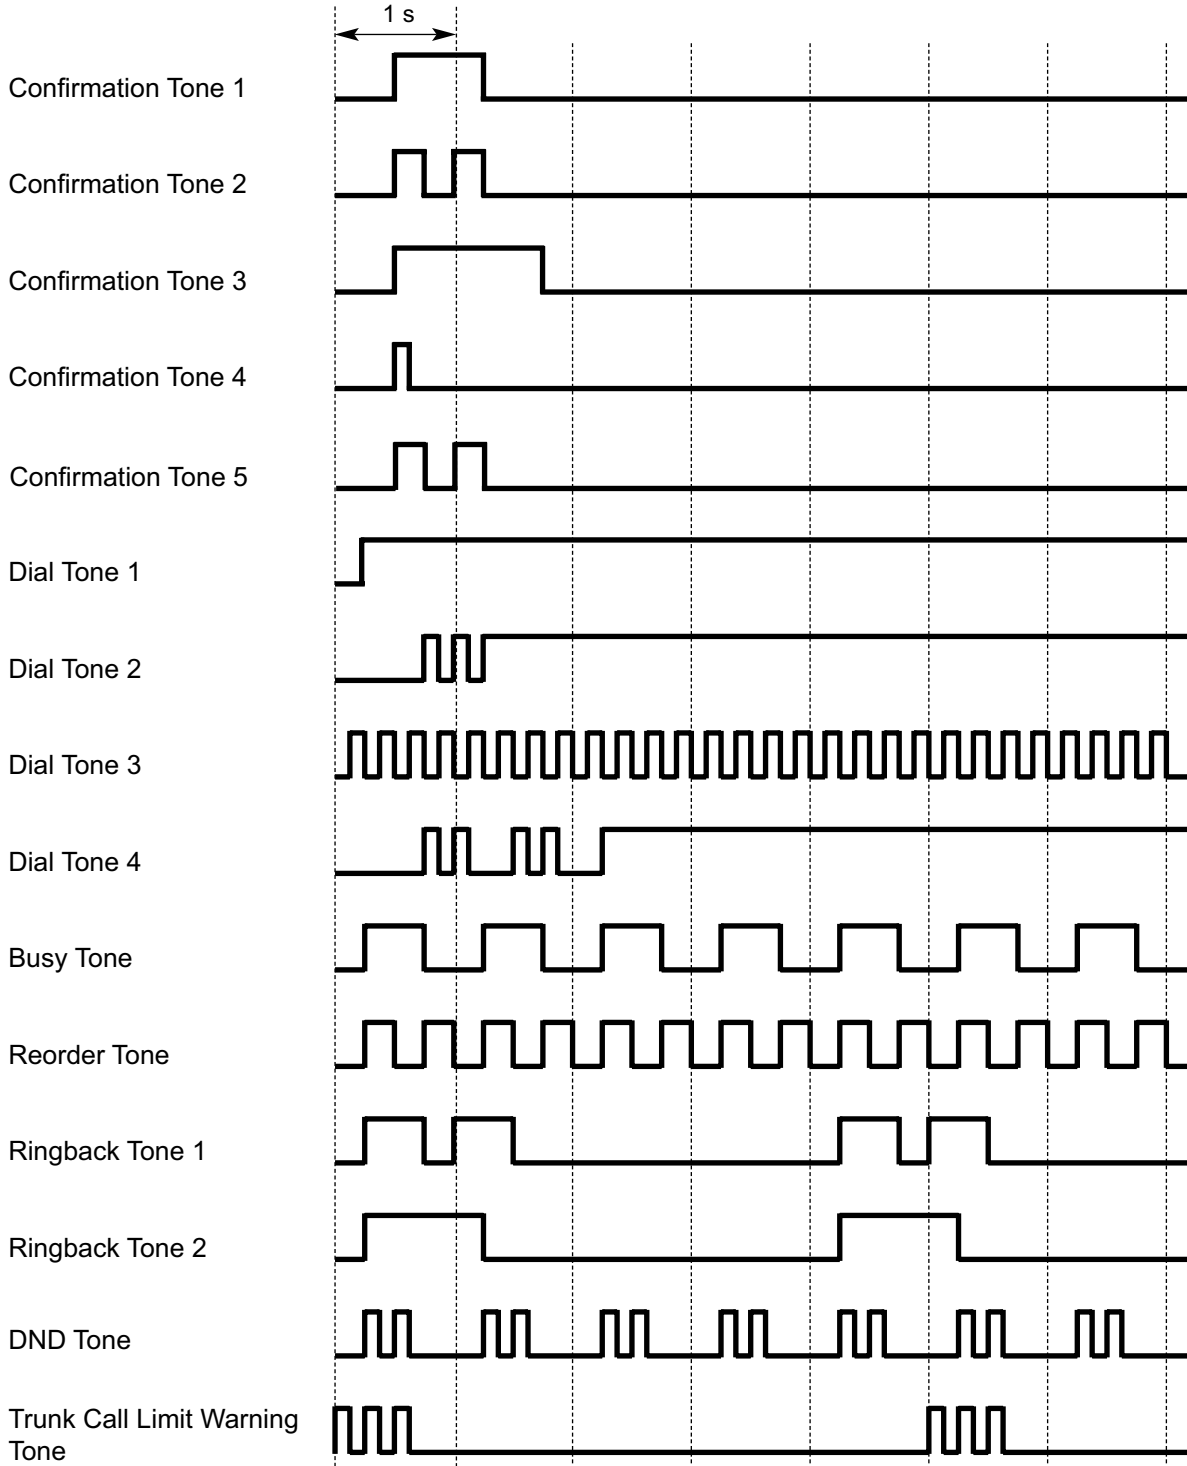 1 s
Confirmation Tone 1
Confirmation Tone 2
Confirmation Tone 3
Confirmation Tone 4
Confirmation Tone 5
Dial Tone 1
Dial Tone 2
Dial Tone 3
Dial Tone 4
Busy Tone
Reorder Tone
Ringback Tone 1
Ringback Tone 2
DND Tone
Trunk Call Limit Warning
Tone